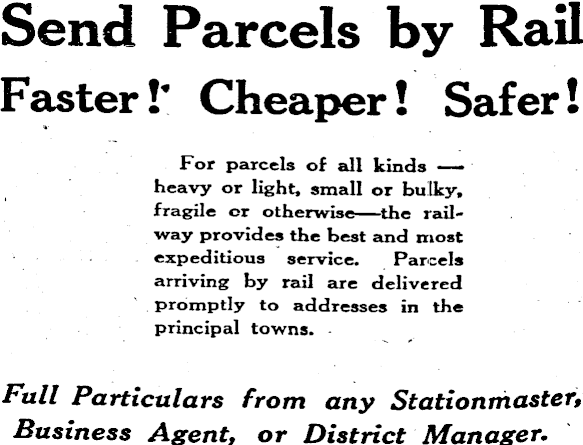 Send Parcels by Rail
Faster! Cheaper! Safer!
For parcels of all kinds —
heavy or light, small or bulky,
fragile or otherwise—the rail-
way provides the best and most
expeditious service. Parcels
arriving by rail are delivered
promptly to addresses in the
principal towns.
Full Particulars from any Stationmaster,
Business Agent, or District Manager.